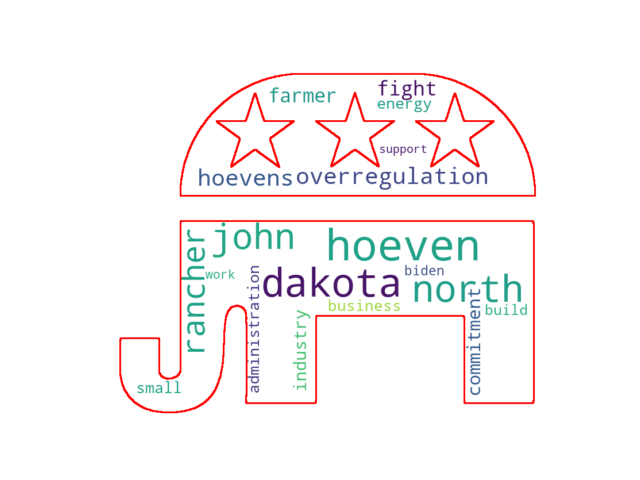 fight
farmer
energy
support
hoevens overregulation
john
hoeven
rancher
work
dakota
biden
north
administration
business
commitment
build
industry
small